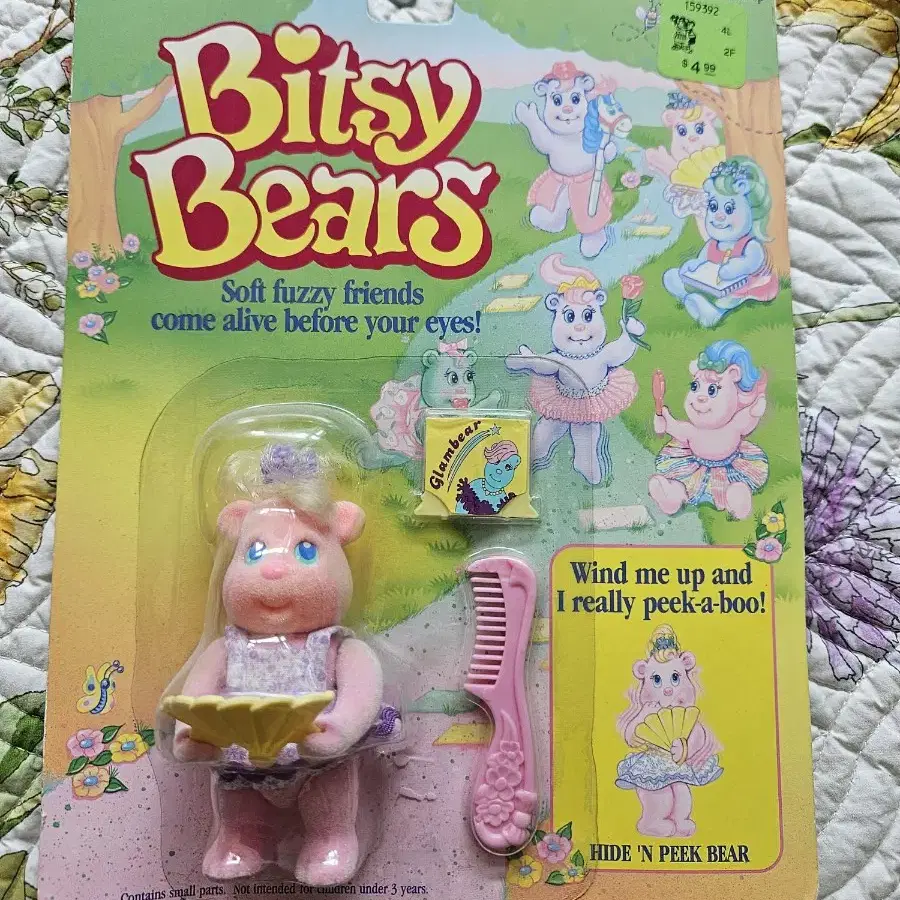 159392
4L
2F
$4.99
Bitsy
Bears
Soft fuzzy friends
come alive before your eyes!
Glambear
Wind me up and
I really peek-a-boo!
HIDE 'N PEEK BEAR
Contains small parts. Not intended for children under 3 years.